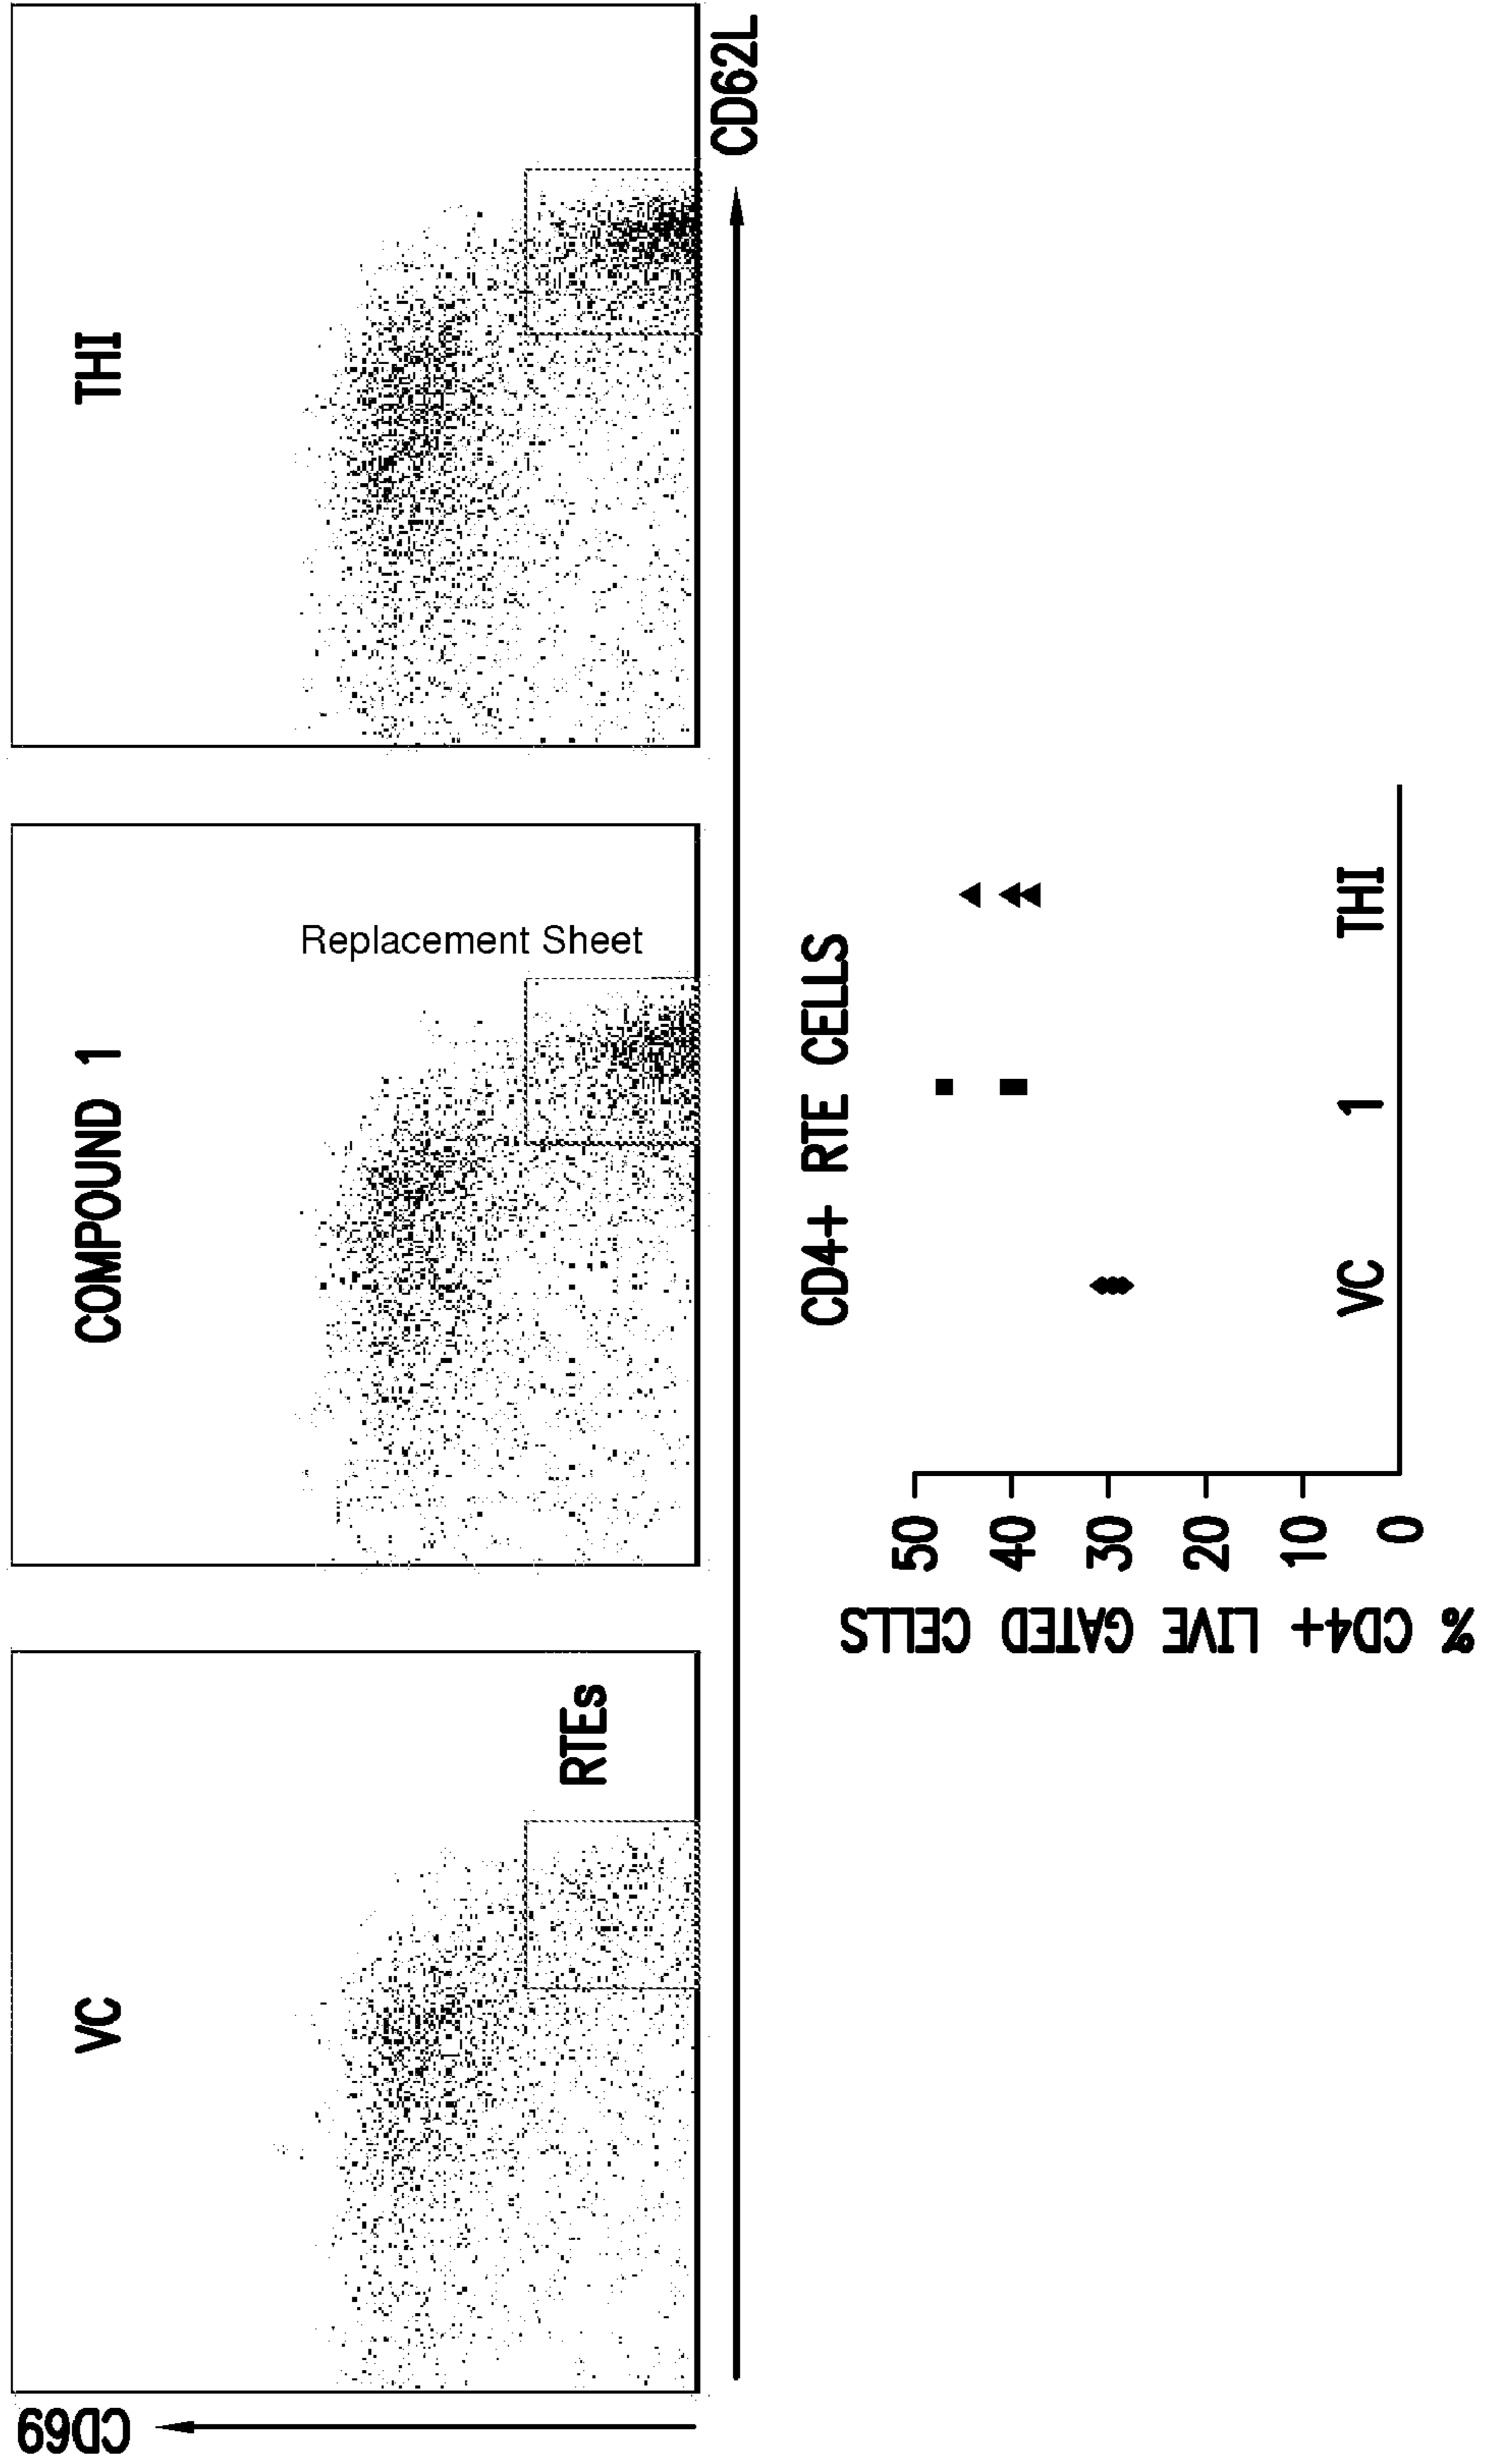 CD69
VC
COMPOUND 1
THI
RTEs
Replacement Sheet
CD62L
CD4+ RTE CELLS
% CD4+ LIVE GATED CELLS
50
40
30
20
10
0
VC
1
THI